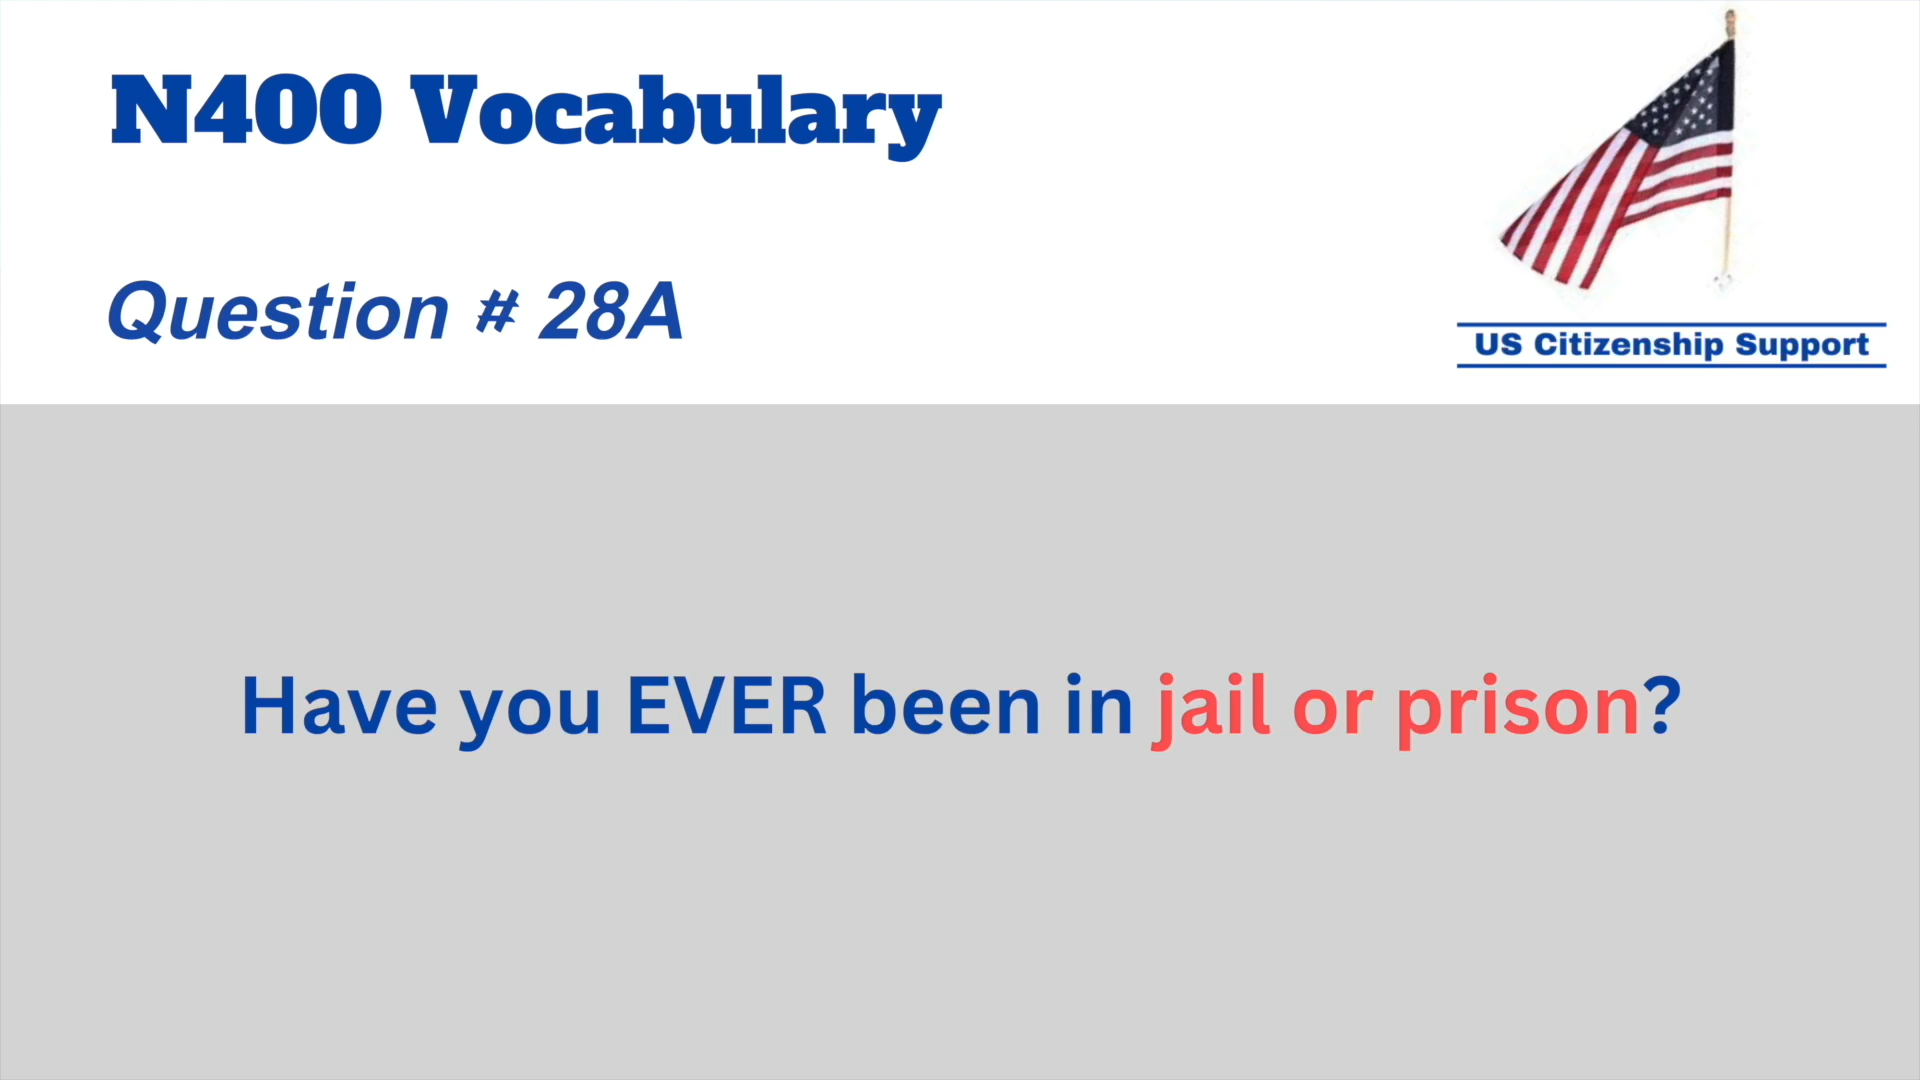 N400 Vocabulary
Question # 28A
US Citizenship Support
Have you EVER been in jail or prison?